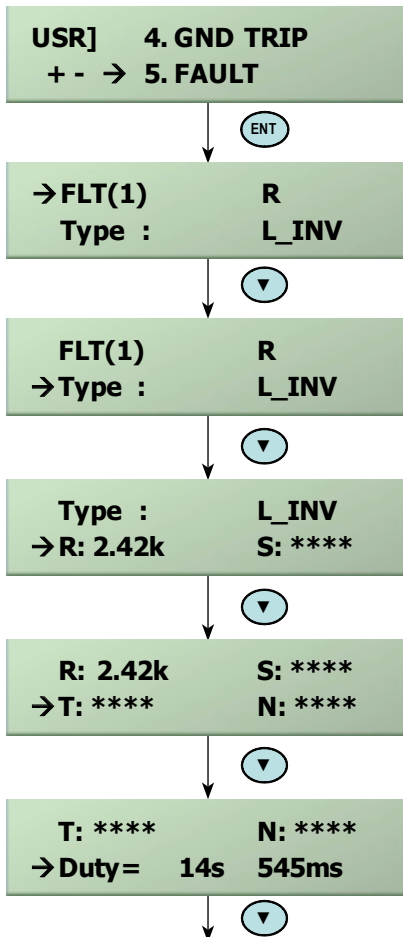 USR] 4. GND TRIP
+ - → 5. FAULT
ENT
→FLT(1) R
Type : L_INV
▼
FLT(1) R
→Type : L_INV
▼
Type : L_INV
→R: 2.42k S: ****
▼
R: 2.42k S: ****
→T: **** N: ****
▼
T: **** N: ****
→Duty= 14s 545ms
▼